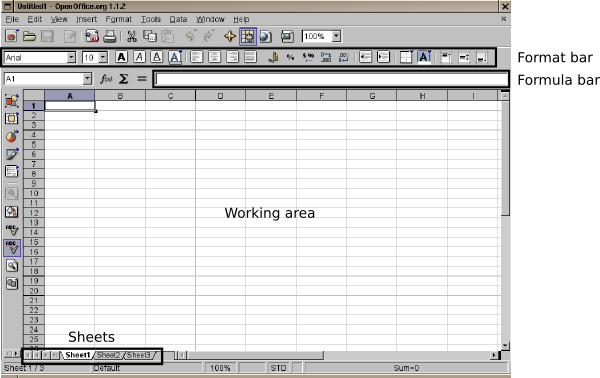 Untitled1 - OpenOffice.org 1.1.2
File Edit View Insert Format Tools Data Window Help
100%
Arial 10 A A A A % $% A
Format bar
A1 f(x) Σ =
Formula bar
A B C D E F G H I
1
2
3
4
5
6
7
8
9
10
11
12
13
14
15
16
17
18
19
20
21
22
23
24
25
ABC
ABC
Working area
Sheets
Sheet1 Sheet2 Sheet3
Sheet 1 / 3 Default 100% STD Sum=0